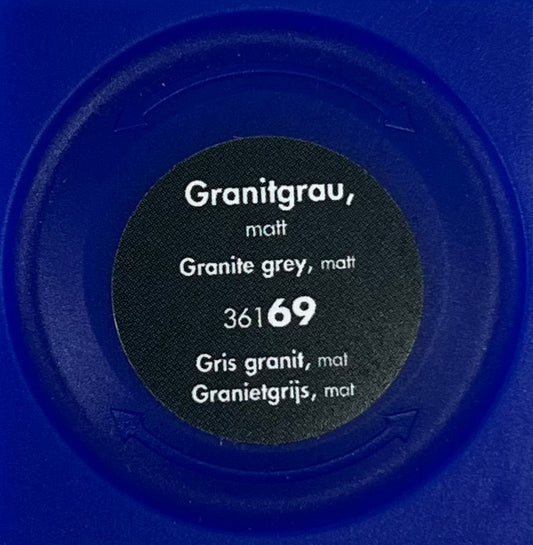 Granitgrau,
matt
Granite grey, matt
36169
Gris granit, mat
Granietgrijs, mat